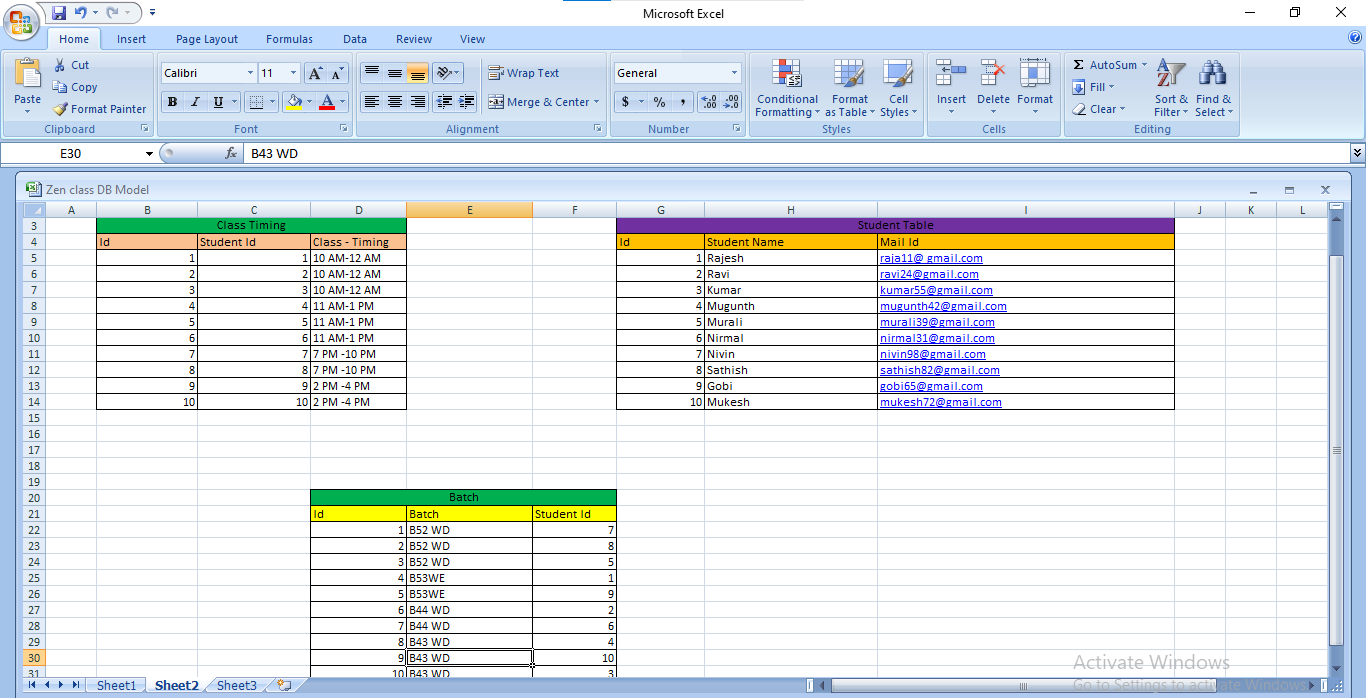 Microsoft Excel
Home Insert Page Layout Formulas Data Review View
Paste Cut Copy Format Painter Clipboard
Calibri 11 B I U A Font
Wrap Text Merge & Center Alignment
General $ % , Number
Conditional Formatting Format as Table Cell Styles Styles
Insert Delete Format Cells
Σ AutoSum Fill Clear Sort & Filter Find & Select Editing
E30 fx B43 WD
Zen class DB Model
A B C D E F G H I J K L
3 Class Timing Student Table
4 Id Student Id Class - Timing Id Student Name Mail Id
5 1 1 10 AM-12 AM 1 Rajesh raja11@ gmail.com
6 2 2 10 AM-12 AM 2 Ravi ravi24@gmail.com
7 3 3 10 AM-12 AM 3 Kumar kumar55@gmail.com
8 4 4 11 AM-1 PM 4 Mugunth mugunth42@gmail.com
9 5 5 11 AM-1 PM 5 Murali murali39@gmail.com
10 6 6 11 AM-1 PM 6 Nirmal nirmal31@gmail.com
11 7 7 7 PM -10 PM 7 Nivin nivin98@gmail.com
12 8 8 7 PM -10 PM 8 Sathish sathish82@gmail.com
13 9 9 2 PM -4 PM 9 Gobi gobi65@gmail.com
14 10 10 2 PM -4 PM 10 Mukesh mukesh72@gmail.com
15
16
17
18
19
20 Batch
21 Id Batch Student Id
22 1 B52 WD 7
23 2 B52 WD 8
24 3 B52 WD 5
25 4 B53WE 1
26 5 B53WE 9
27 6 B44 WD 2
28 7 B44 WD 6
29 8 B43 WD 4
30 9 B43 WD 10
31 10 B43 WD 3
Activate Windows
Go to Settings to activate Windows.
Sheet1 Sheet2 Sheet3